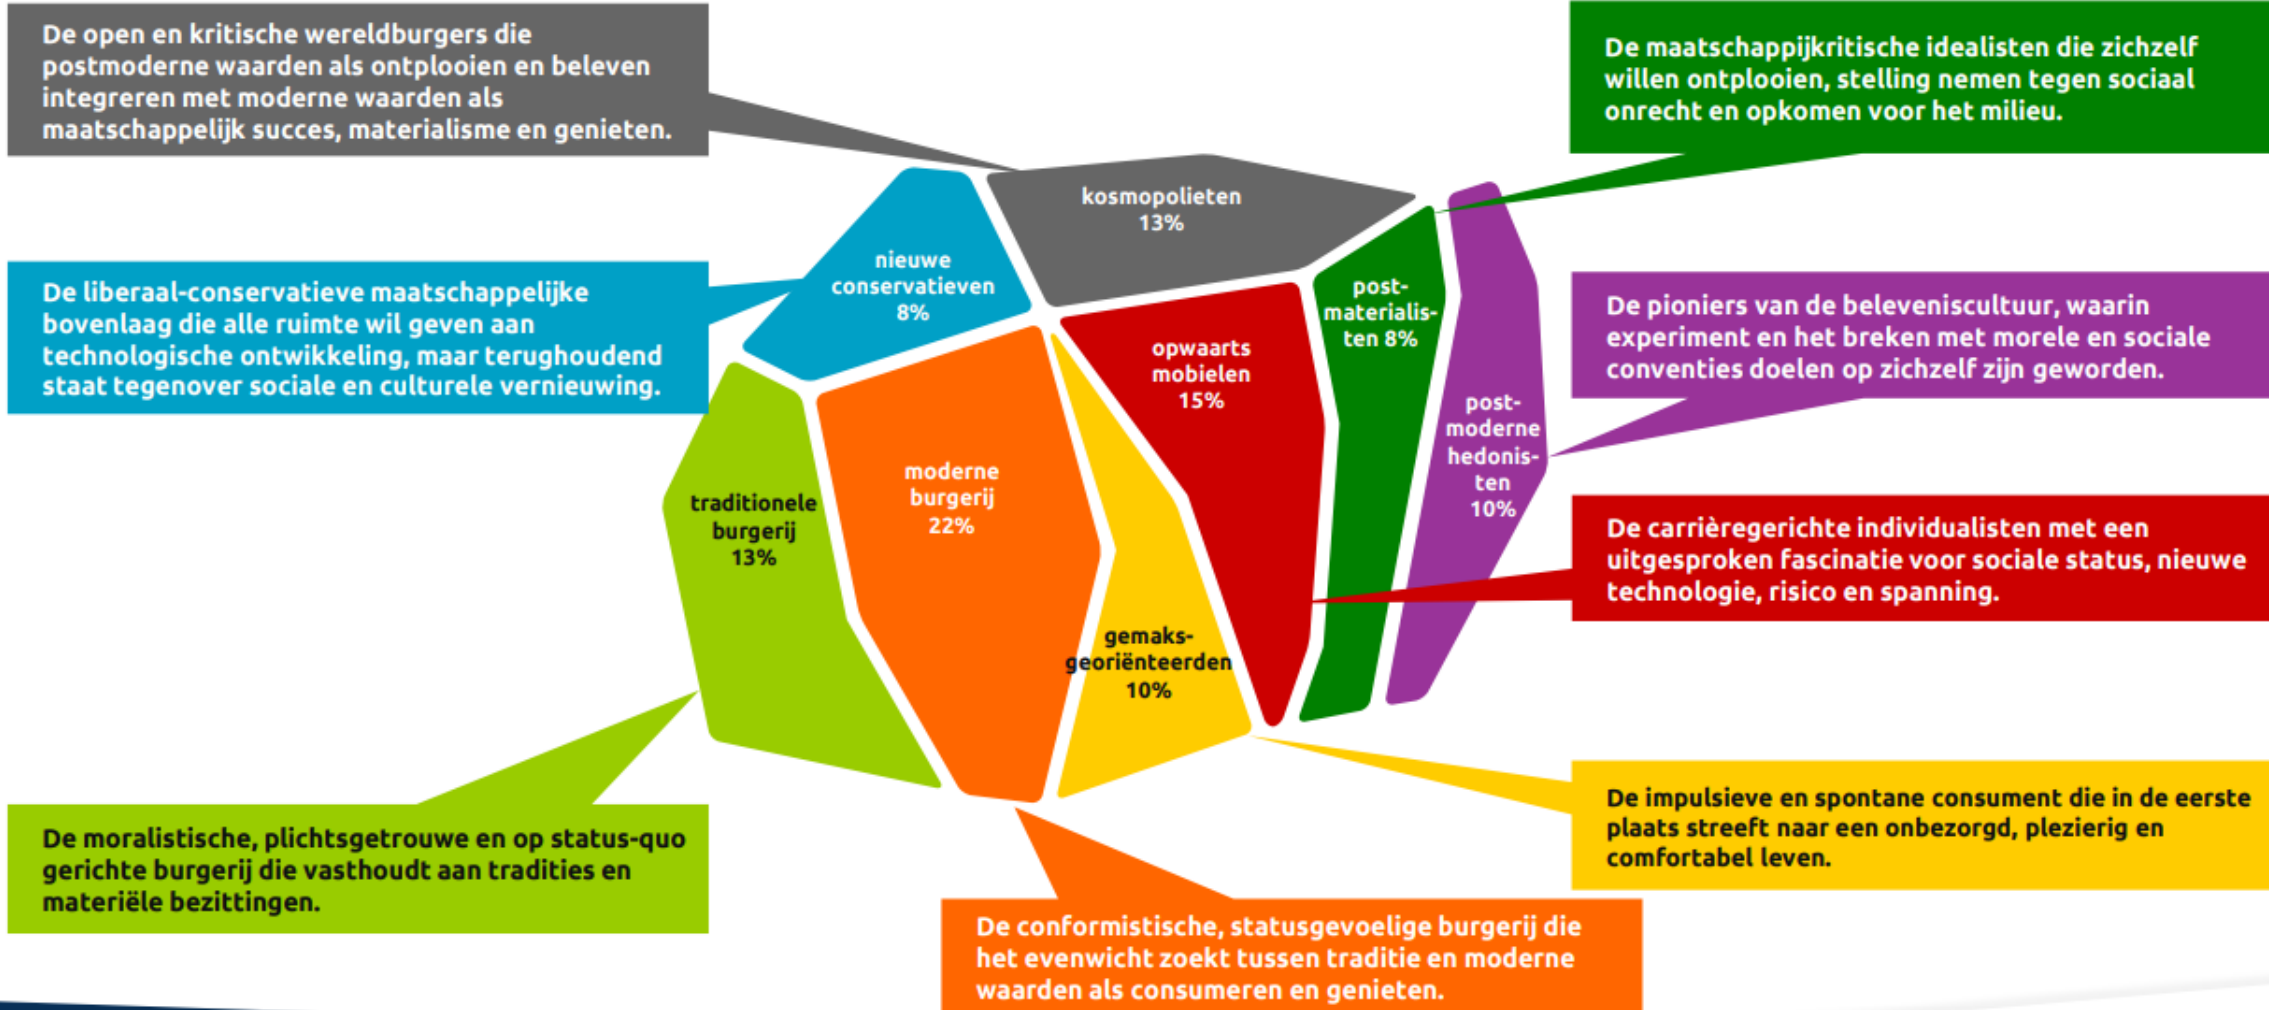 De open en kritische wereldburgers die
postmoderne waarden als ontplooien en beleven
integreren met moderne waarden als
maatschappelijk succes, materialisme en genieten.
De maatschappijkritische idealisten die zichzelf
willen ontplooien, stelling nemen tegen sociaal
onrecht en opkomen voor het milieu.
kosmopolieten
13%
De liberaal-conservatieve maatschappelijke
bovenlaag die alle ruimte wil geven aan
technologische ontwikkeling, maar terughoudend
staat tegenover sociale en culturele vernieuwing.
nieuwe
conservatieven
8%
post-
materialis-
ten 8%
De pioniers van de beleveniscultuur, waarin
experiment en het breken met morele en sociale
conventies doelen op zichzelf zijn geworden.
opwaarts
mobielen
15%
post-
moderne
hedonis-
ten
10%
traditionele
burgerij
13%
moderne
burgerij
22%
De carrièregerichte individualisten met een
uitgesproken fascinatie voor sociale status, nieuwe
technologie, risico en spanning.
gemaks-
georiënteerden
10%
De moralistische, plichtsgetrouwe en op status-quo
gerichte burgerij die vasthoudt aan tradities en
materiële bezittingen.
De impulsieve en spontane consument die in de eerste
plaats streeft naar een onbezorgd, plezierig en
comfortabel leven.
De conformistische, statusgevoelige burgerij die
het evenwicht zoekt tussen traditie en moderne
waarden als consumeren en genieten.